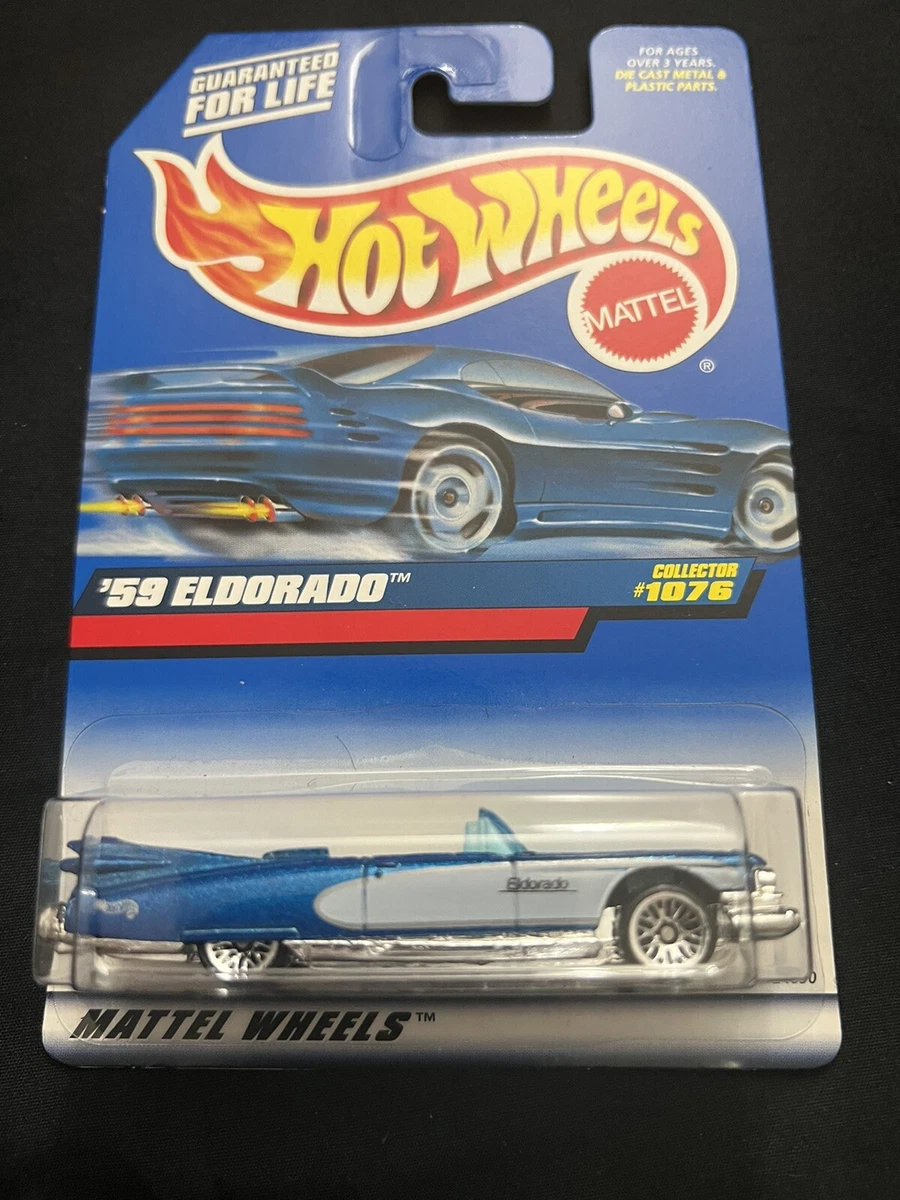 GUARANTEED
FOR LIFE
FOR AGES
OVER 3 YEARS.
DIE CAST METAL &
PLASTIC PARTS.
HOT WHEELS
MATTEL
®
'59 ELDORADO™
COLLECTOR
#1076
Eldorado
MATTEL WHEELS™